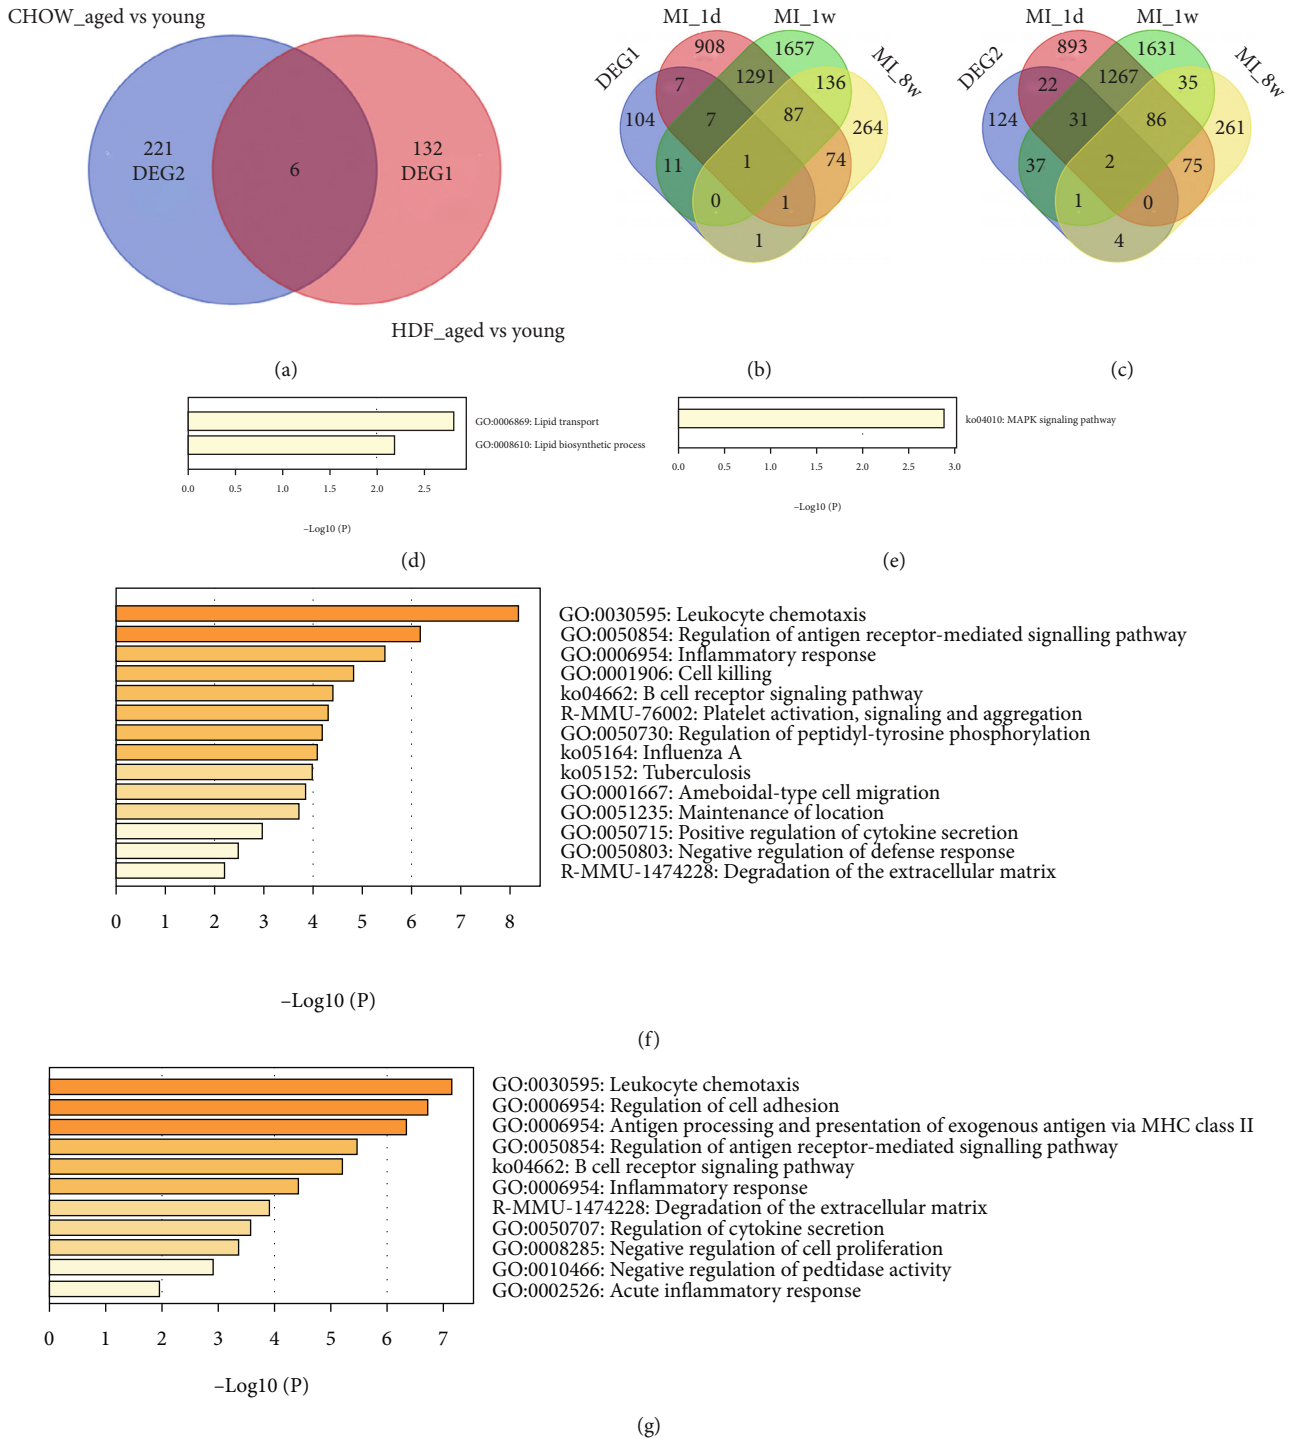 CHOW_aged vs young
221
DEG2
6
132
DEG1
HDF_aged vs young
(a)
MI_1d
MI_1w
DEG1
MI_8w
908
1657
7
1291
136
104
7
87
264
11
1
74
0
1
1
(b)
MI_1d
MI_1w
DEG2
MI_8w
893
1631
22
1267
35
124
31
86
261
37
2
75
1
0
4
(c)
GO:0006869: Lipid transport
GO:0008610: Lipid biosynthetic process
0.0 0.5 1.0 1.5 2.0 2.5
–Log10 (P)
(d)
ko04010: MAPK signaling pathway
0.0 0.5 1.0 1.5 2.0 2.5 3.0
–Log10 (P)
(e)
GO:0030595: Leukocyte chemotaxis
GO:0050854: Regulation of antigen receptor-mediated signalling pathway
GO:0006954: Inflammatory response
GO:0001906: Cell killing
ko04662: B cell receptor signaling pathway
R-MMU-76002: Platelet activation, signaling and aggregation
GO:0050730: Regulation of peptidyl-tyrosine phosphorylation
ko05164: Influenza A
ko05152: Tuberculosis
GO:0001667: Ameboidal-type cell migration
GO:0051235: Maintenance of location
GO:0050715: Positive regulation of cytokine secretion
GO:0050803: Negative regulation of defense response
R-MMU-1474228: Degradation of the extracellular matrix
0 1 2 3 4 5 6 7 8
–Log10 (P)
(f)
GO:0030595: Leukocyte chemotaxis
GO:0006954: Regulation of cell adhesion
GO:0006954: Antigen processing and presentation of exogenous antigen via MHC class II
GO:0050854: Regulation of antigen receptor-mediated signalling pathway
ko04662: B cell receptor signaling pathway
GO:0006954: Inflammatory response
R-MMU-1474228: Degradation of the extracellular matrix
GO:0050707: Regulation of cytokine secretion
GO:0008285: Negative regulation of cell proliferation
GO:0010466: Negative regulation of pedtidase activity
GO:0002526: Acute inflammatory response
0 1 2 3 4 5 6 7
–Log10 (P)
(g)